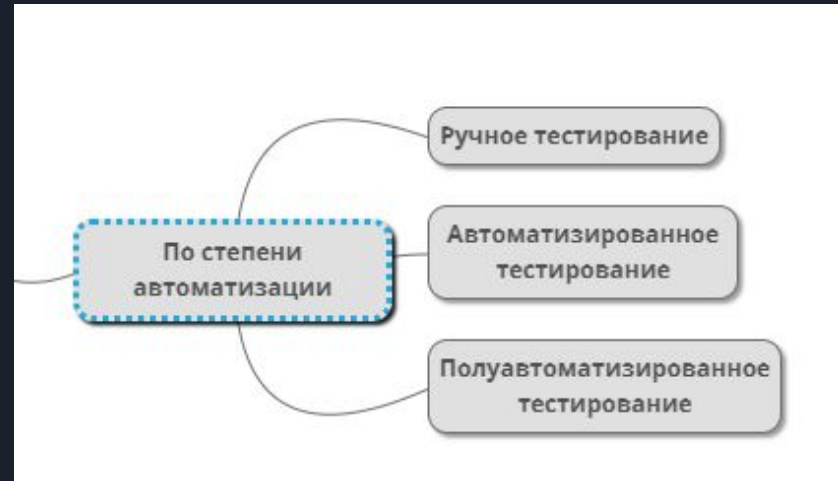 Ручное тестирование
По степени
автоматизации
Автоматизированное
тестирование
Полуавтоматизированное
тестирование